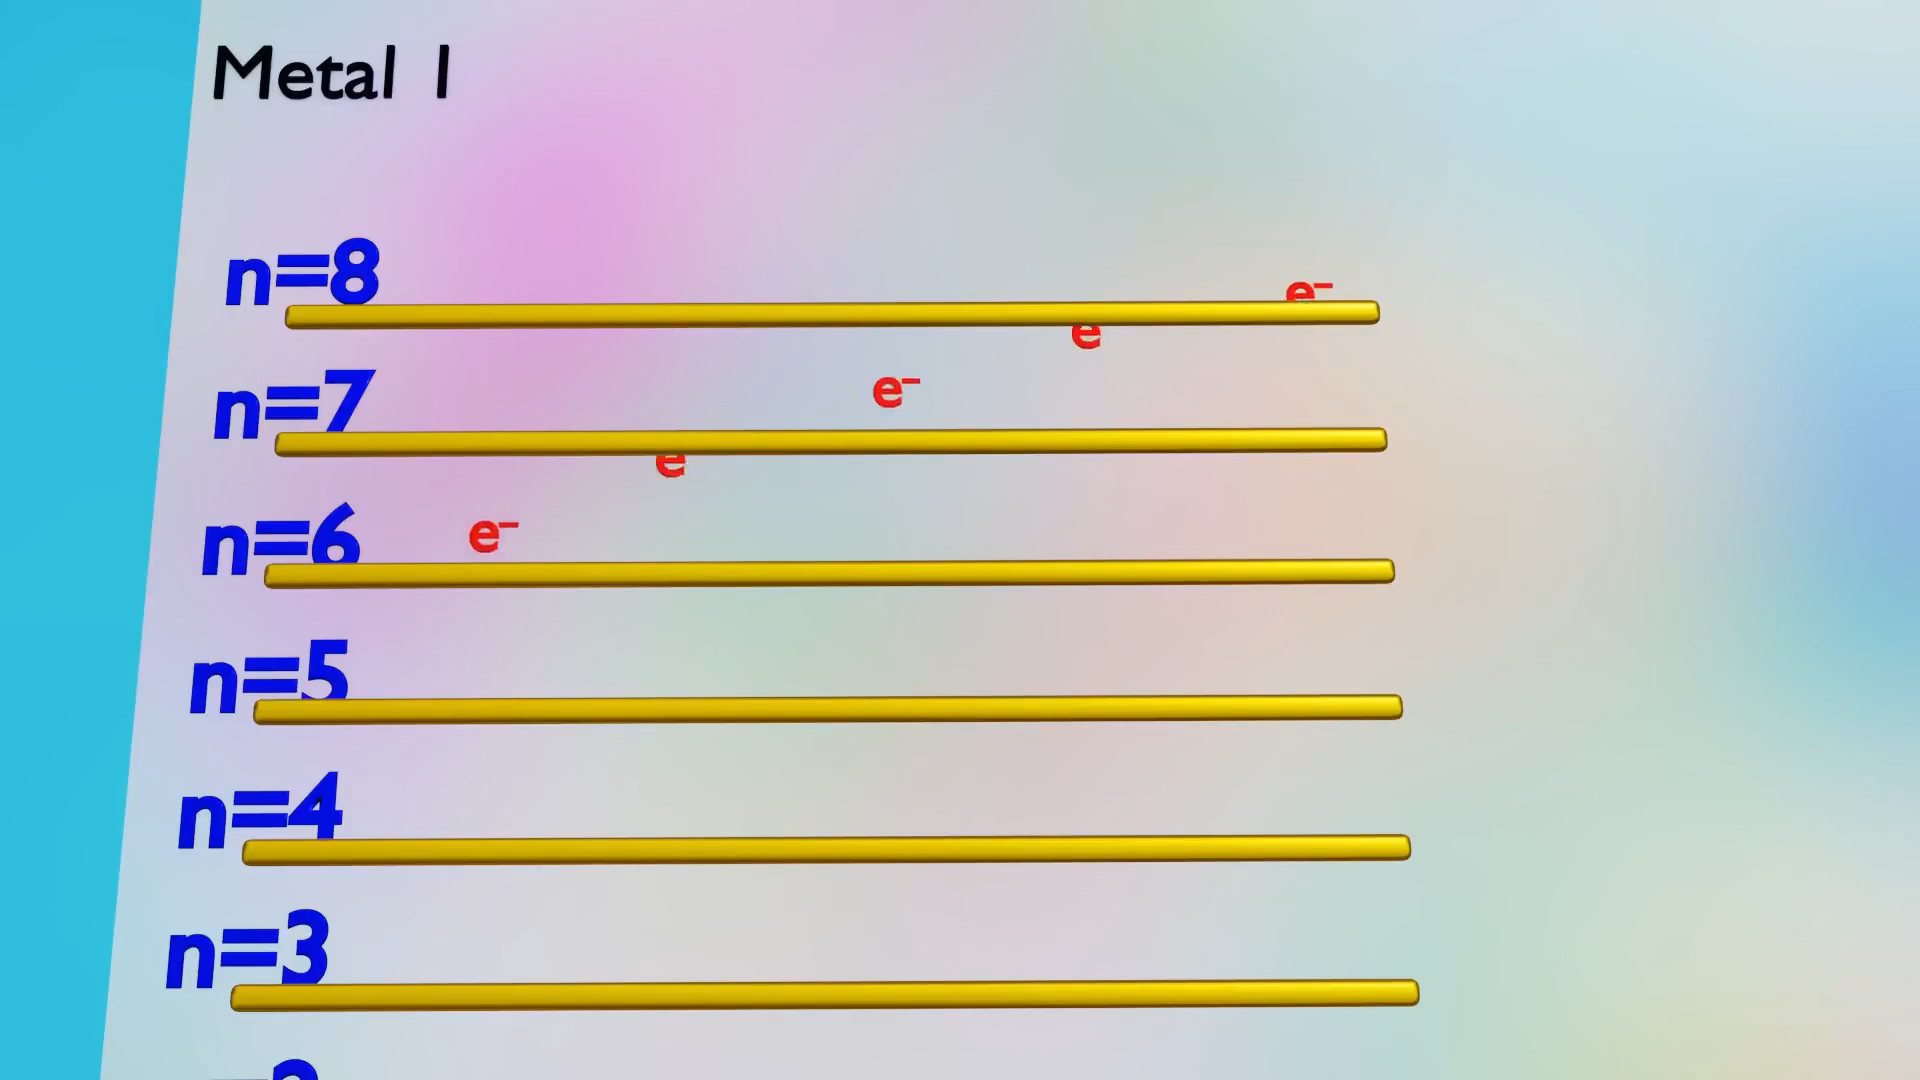 Metal 1
n=8
e⁻
e
n=7
e⁻
e
n=6
e⁻
n=5
n=4
n=3